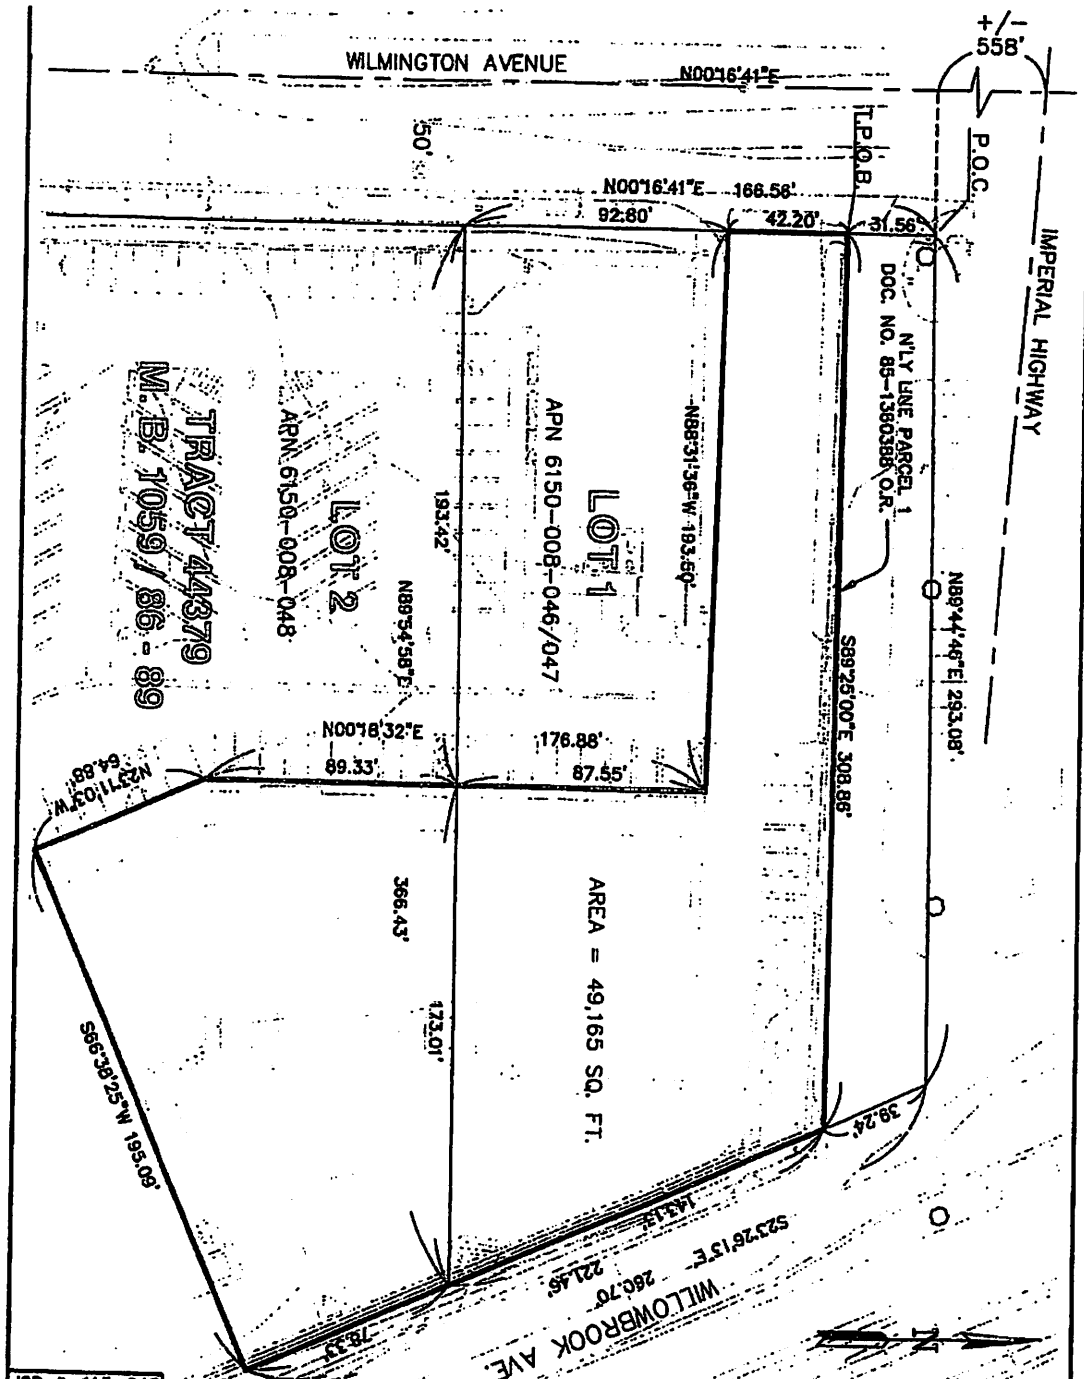 +/-
558'
WILMINGTON AVENUE
N00°16'41"E
T.P.O.B.
P.O.C.
50'
N00°16'41"E 166.56'
92.80'
42.20'
31.56'
IMPERIAL HIGHWAY
N'LY LINE PARCEL 1
DOC. NO. 85-1380388 O.R.
N88°31'36"W 193.50'
LOT 1
APN 6150-008-046/047
193.42'
N89°54'58"E
LOT 2
APN 6150-008-048
TRACT 44379
M. B. 1059 / 86 - 89
N89°44'46"E 293.08'
S89°25'00"E 308.86'
N00°18'32"E
176.88'
89.33'
87.55'
N23°11'03"W
64.88'
366.43'
AREA = 49,165 SQ. FT.
173.01'
S66°38'25"W 195.09'
39.24'
143.13'
S23°26'13"E
221.46'
260.70'
WILLOWBROOK AVE.
78.33'
N